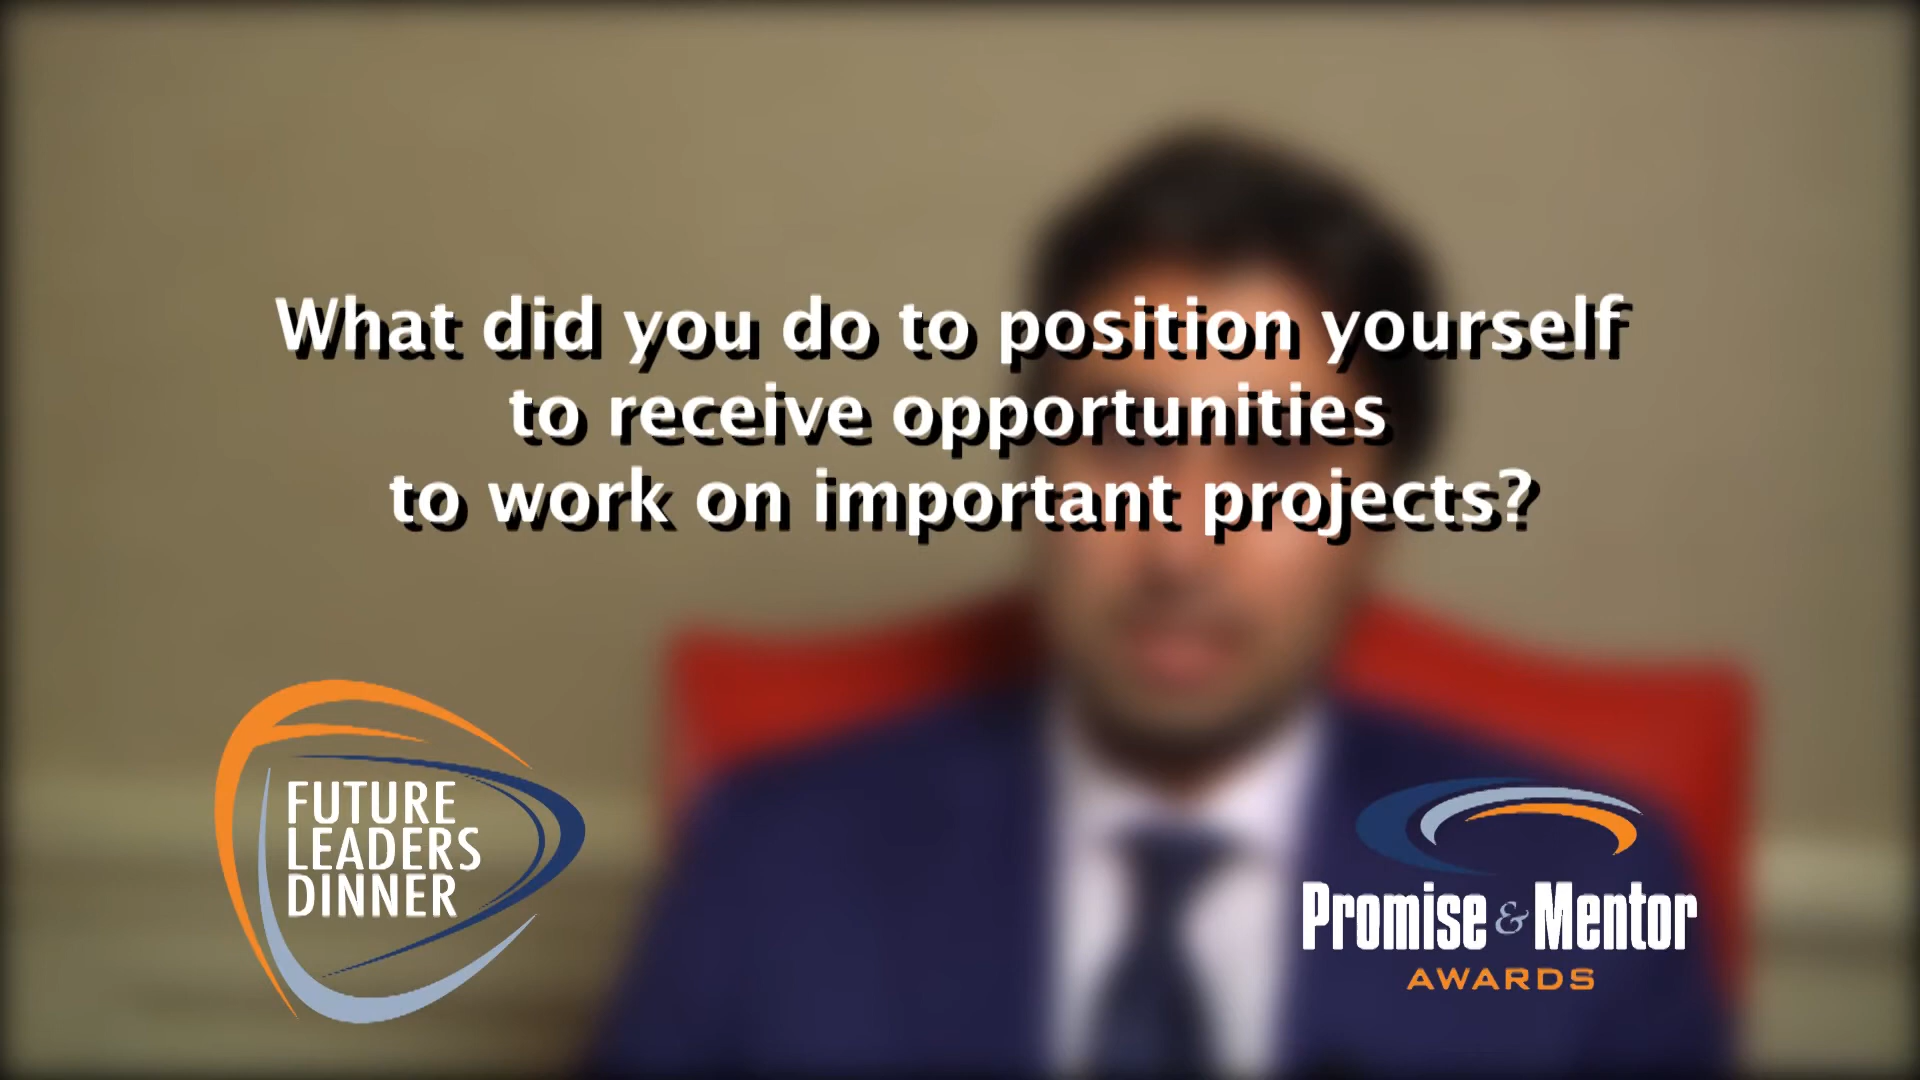 What did you do to position yourself
to receive opportunities
to work on important projects?
FUTURE
LEADERS
DINNER
Promise & Mentor
AWARDS